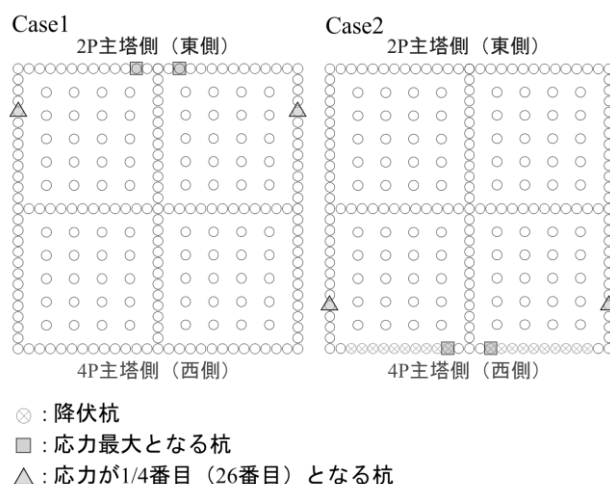 Case1
2P主塔側（東側）
4P主塔側（西側）
Case2
2P主塔側（東側）
4P主塔側（西側）
：降伏杭
：応力最大となる杭
：応力が1/4番目（26番目）となる杭